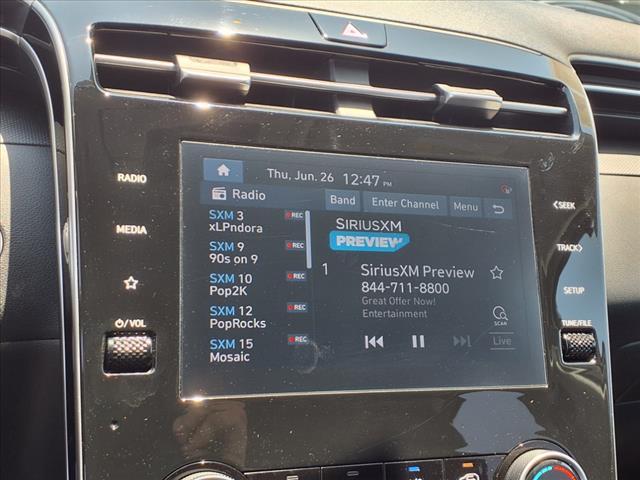 Thu, Jun. 26 12:47 PM
Radio Band Enter Channel Menu
SXM 3 REC
xLPndora
SXM 9 REC
90s on 9
SXM 10 REC
Pop2K
SXM 12 REC
PopRocks
SXM 15 REC
Mosaic
SIRIUSXM
PREVIEW
1 SiriusXM Preview
844-711-8800
Great Offer Now!
Entertainment
SCAN
Live
RADIO
MEDIA
⏻/VOL
<SEEK
TRACK>
SETUP
TUNE/FILE